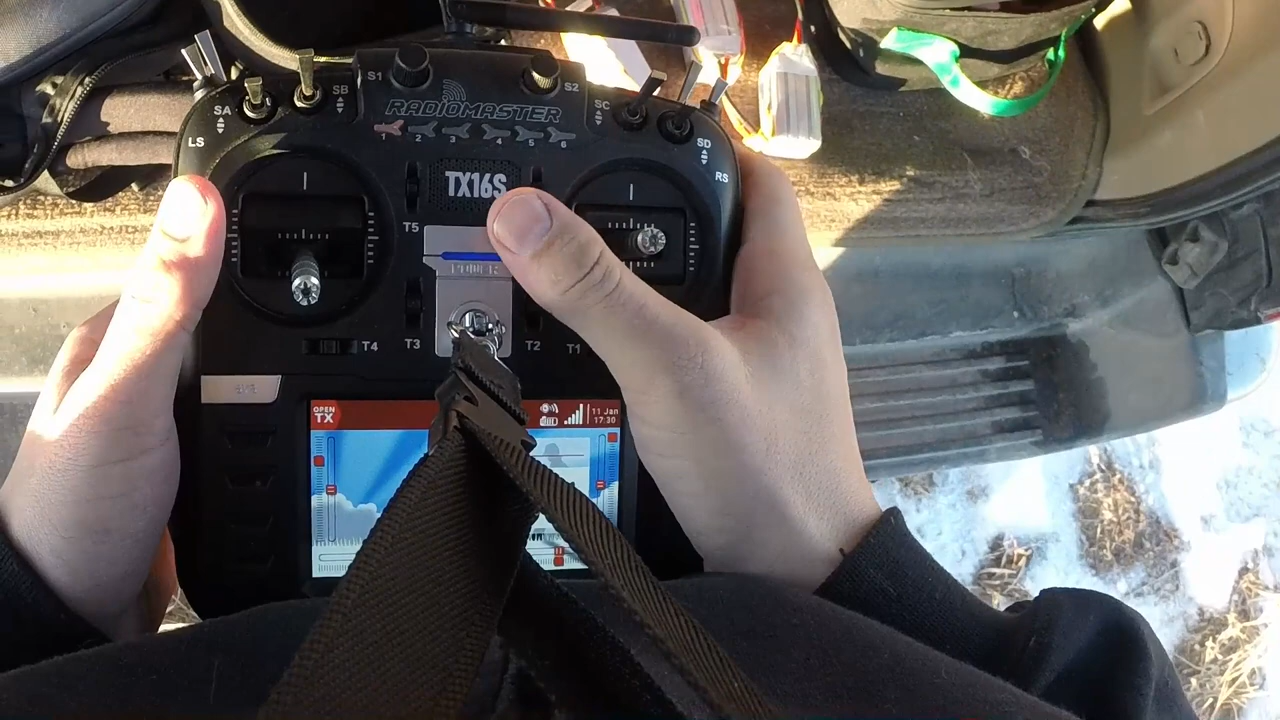 S1
S2
SA
SB
SC
SD
LS
RS
RADIOMASTER
1 2 3 4 5 6
TX16S
T5
POWER
T4
T3
T2
T1
OPEN
TX
11 Jan
17:30